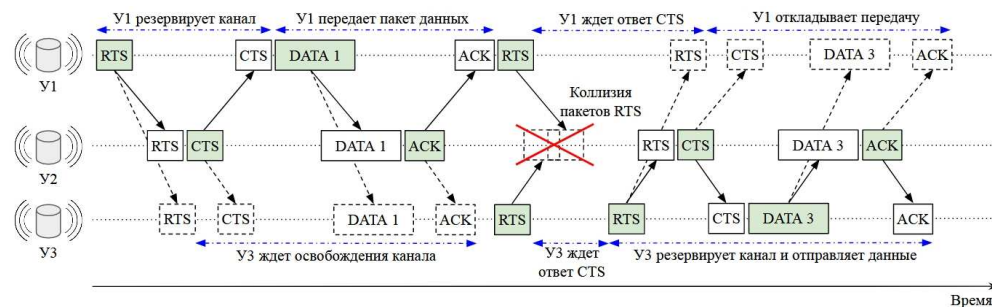 У1 резервирует канал У1 передает пакет данных У1 ждет ответ CTS У1 откладывает передачу
RTS CTS DATA 1 ACK RTS RTS CTS DATA 3 ACK
У1
Коллизия
пакетов RTS
RTS CTS DATA 1 ACK RTS CTS DATA 3 ACK
У2
RTS CTS DATA 1 ACK RTS RTS CTS DATA 3 ACK
У3
У3 ждет освобождения канала У3 ждет У3 резервирует канал и отправляет данные
ответ CTS
Время